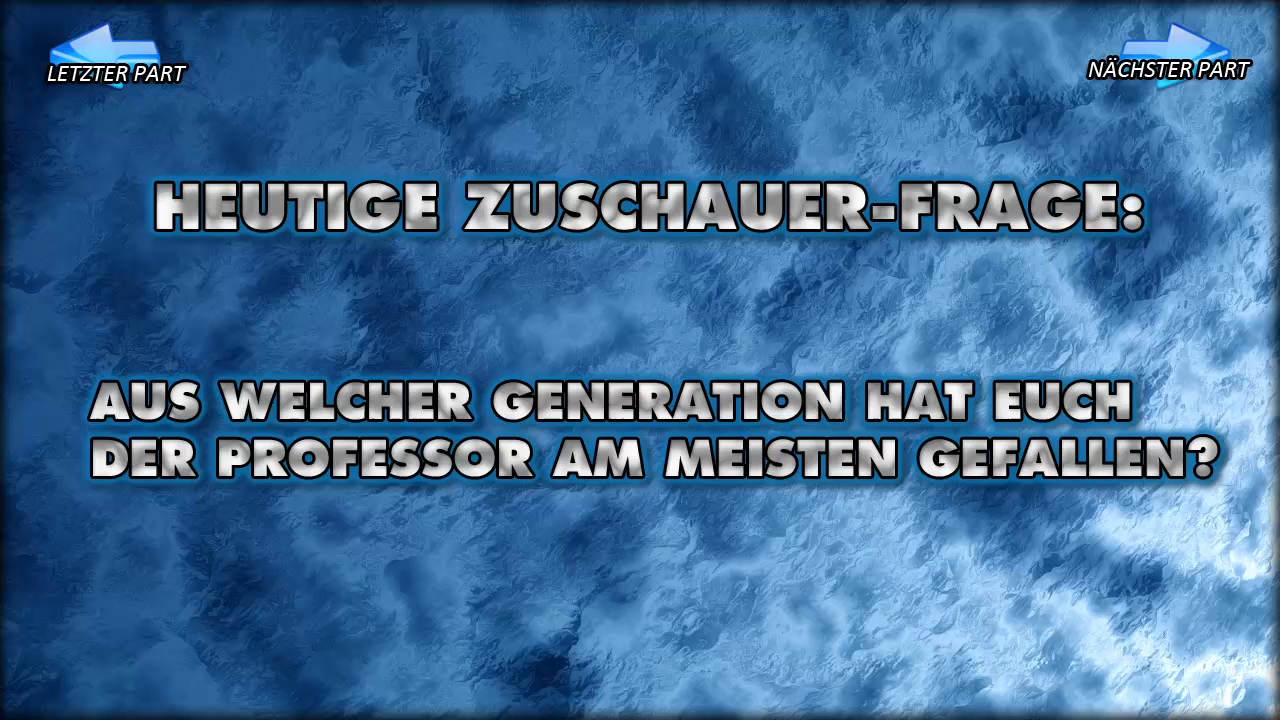 LETZTER PART
NÄCHSTER PART
HEUTIGE ZUSCHAUER-FRAGE:
AUS WELCHER GENERATION HAT EUCH
DER PROFESSOR AM MEISTEN GEFALLEN?